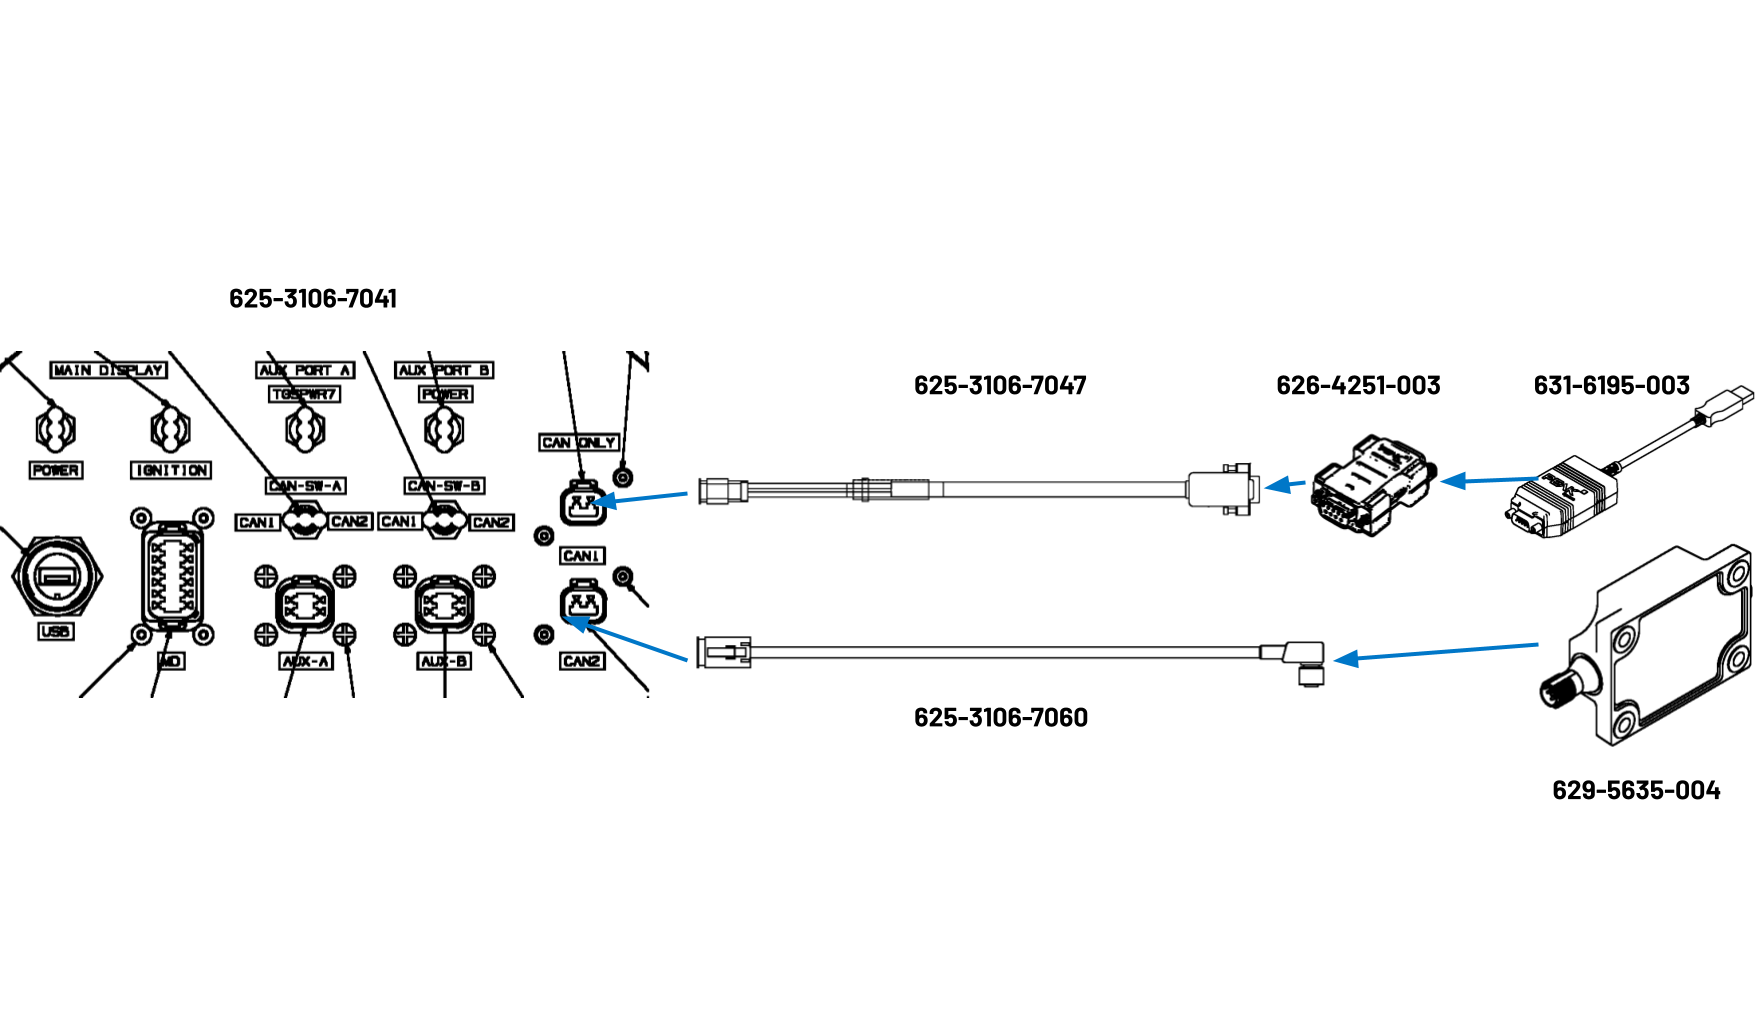 625-3106-7041
MAIN DISPLAY
AUX PORT A
AUX PORT B
TGSPWR7
POWER
625-3106-7047
626-4251-003
631-6195-003
CAN ONLY
POWER
IGNITION
CAN-SW-A
CAN-SW-B
PEAK
CAN1
CAN2
CAN1
CAN2
CAN1
USB
MD
AUX-A
AUX-B
CAN2
625-3106-7060
629-5635-004